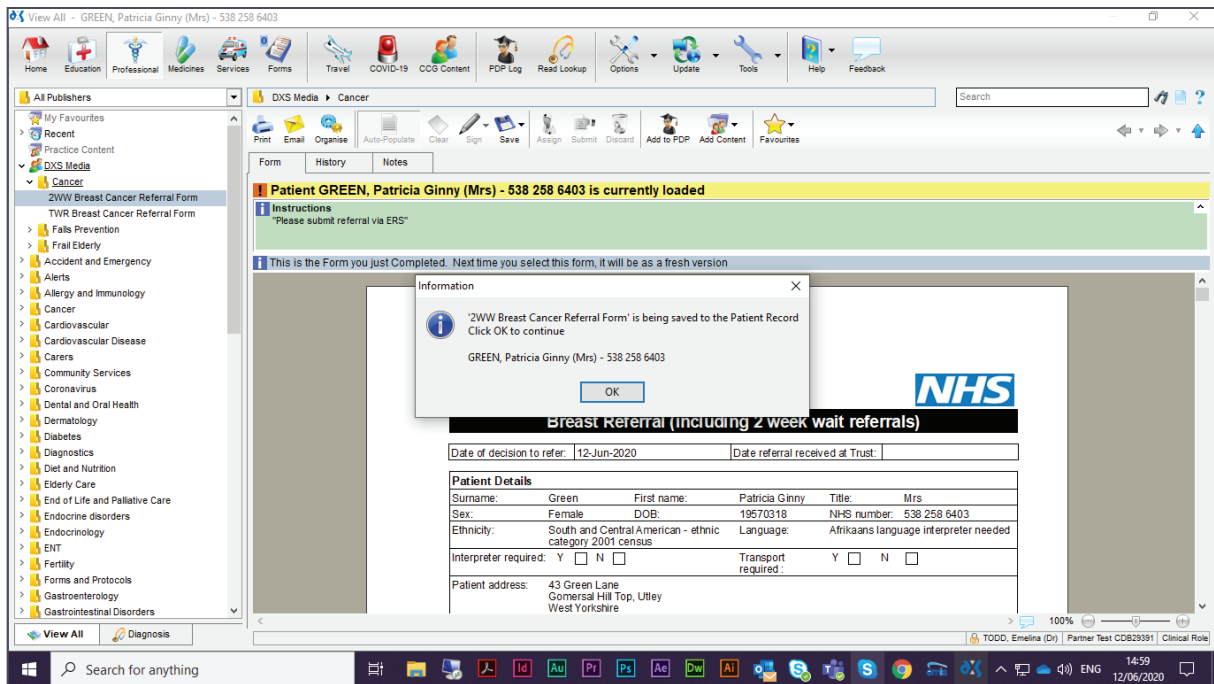 View All - GREEN, Patricia Ginny (Mrs) - 538 258 6403
Home Education Professional Medicines Services Forms Travel COVID-19 CCG Content PDP Log Read Lookup Options Update Tools Help Feedback
All Publishers
DXS Media Cancer
Search
My Favourites
Recent
Practice Content
DXS Media
Cancer
2WW Breast Cancer Referral Form
TWR Breast Cancer Referral Form
Falls Prevention
Frail Elderly
Accident and Emergency
Alerts
Allergy and Immunology
Cancer
Cardiovascular
Cardiovascular Disease
Carers
Community Services
Coronavirus
Dental and Oral Health
Dermatology
Diabetes
Diagnostics
Diet and Nutrition
Elderly Care
End of Life and Palliative Care
Endocrine disorders
Endocrinology
ENT
Fertility
Forms and Protocols
Gastroenterology
Gastrointestinal Disorders
View All Diagnosis
Print Email Organise Auto-Populate Clear Sign Save Assign Submit Discard Add to PDP Add Content Favourites
Form History Notes
Patient GREEN, Patricia Ginny (Mrs) - 538 258 6403 is currently loaded
Instructions
"Please submit referral via ERS"
This is the Form you just Completed. Next time you select this form, it will be as a fresh version
Information
'2WW Breast Cancer Referral Form' is being saved to the Patient Record
Click OK to continue
GREEN, Patricia Ginny (Mrs) - 538 258 6403
OK
NHS
Breast Referral (Including 2 week wait referrals)
Date of decision to refer: 12-Jun-2020 Date referral received at Trust:
Patient Details
Surname: Green First name: Patricia Ginny Title: Mrs
Sex: Female DOB: 19570318 NHS number: 538 258 6403
Ethnicity: South and Central American - ethnic Language: Afrikaans language interpreter needed
category 2001 census
Interpreter required: Y N Transport Y N
required :
Patient address: 43 Green Lane
Gomersal Hill Top, Utley
West Yorkshire
100%
TODD, Emelina (Dr) Partner Test CDB29391 Clinical Role
Search for anything
Id Au Pr Ps Ae Dw Ai
ENG
14:59
12/06/2020